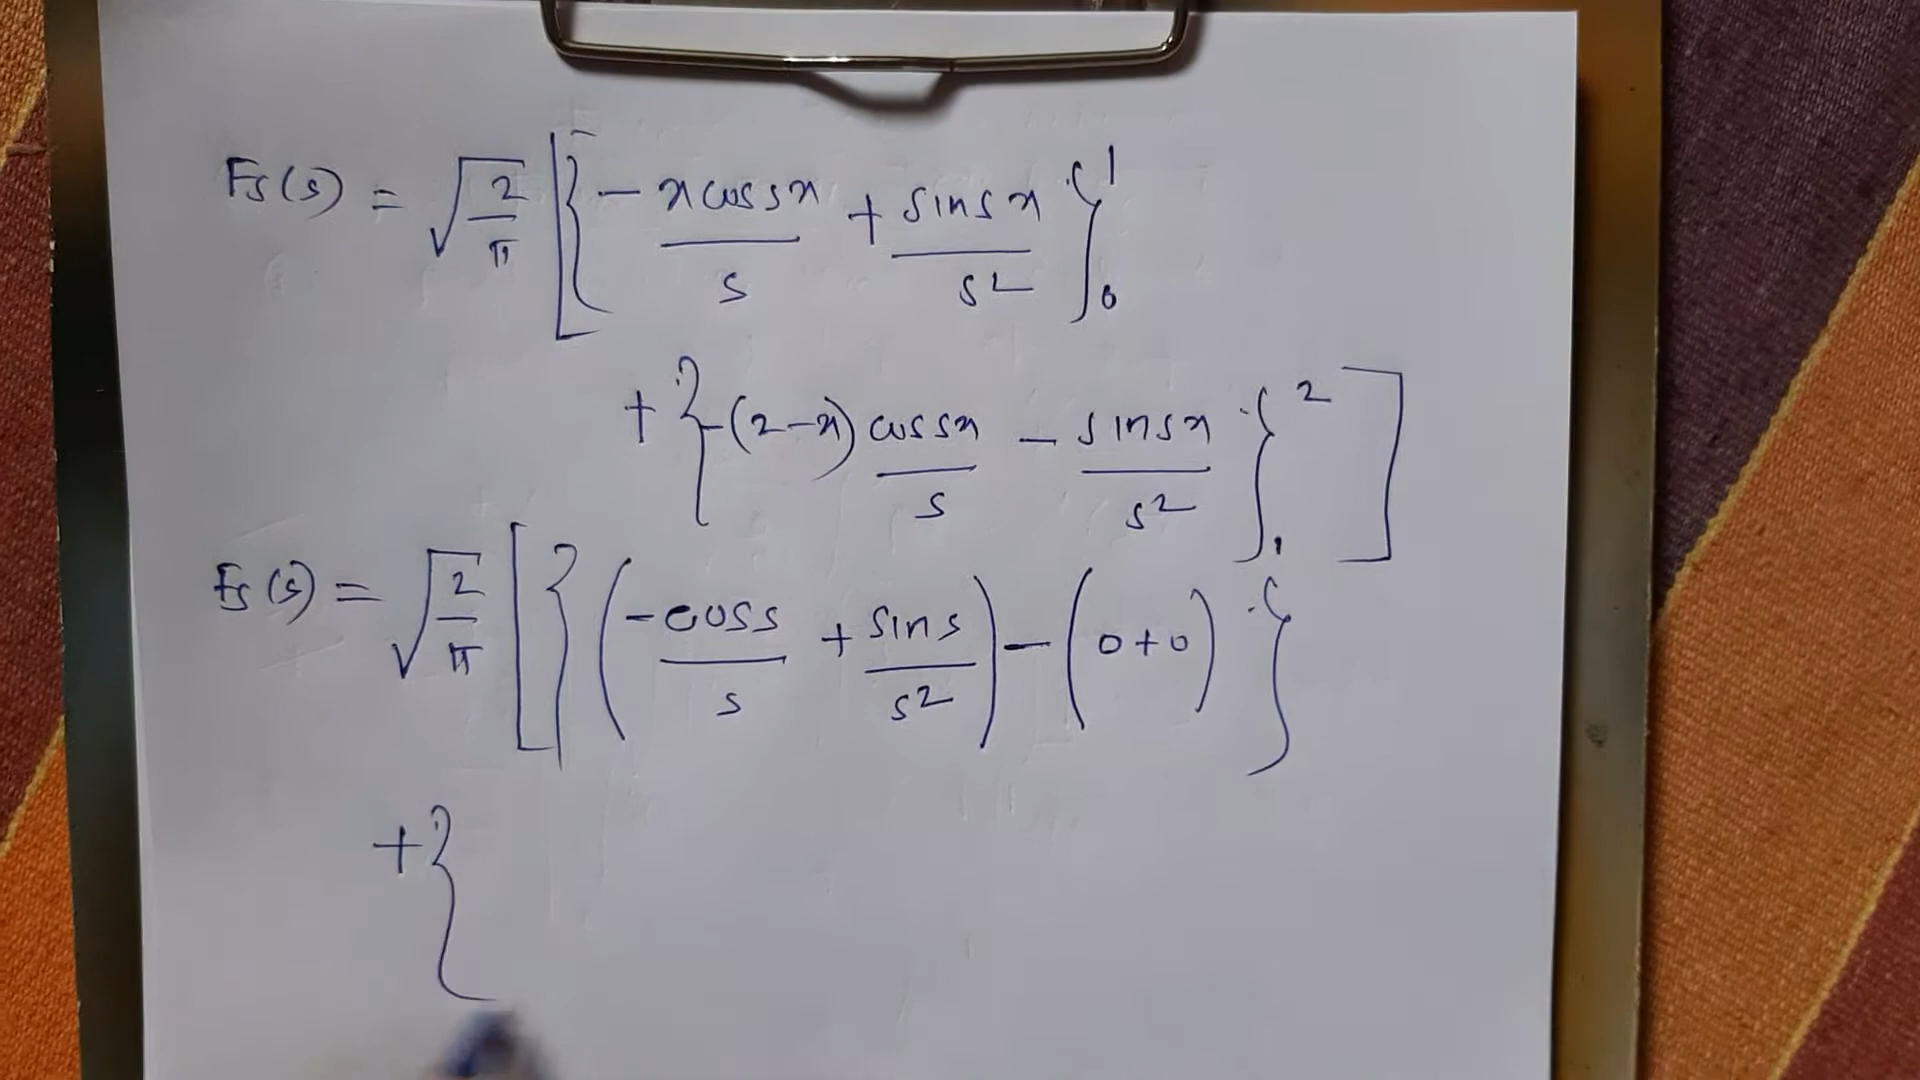 Fs(s) = √(2/π) [ { - x cos sx / s + sin sx / s² }₀¹
+ { -(2-x) cos sx / s - sin sx / s² }₁² ]
Fs(s) = √(2/π) [ { ( - cos s / s + sin s / s² ) - ( 0+0 ) }
+ {